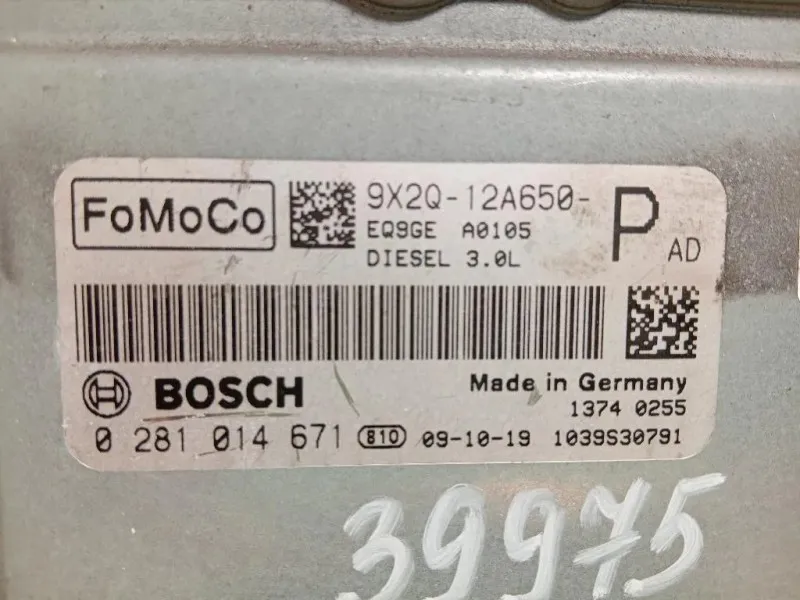 FoMoCo
9X2Q-12A650-
EQ9GE A0105
DIESEL 3.0L
P AD
BOSCH
Made in Germany
1374 0255
0 281 014 671 810 09-10-19 1039S30791
39975